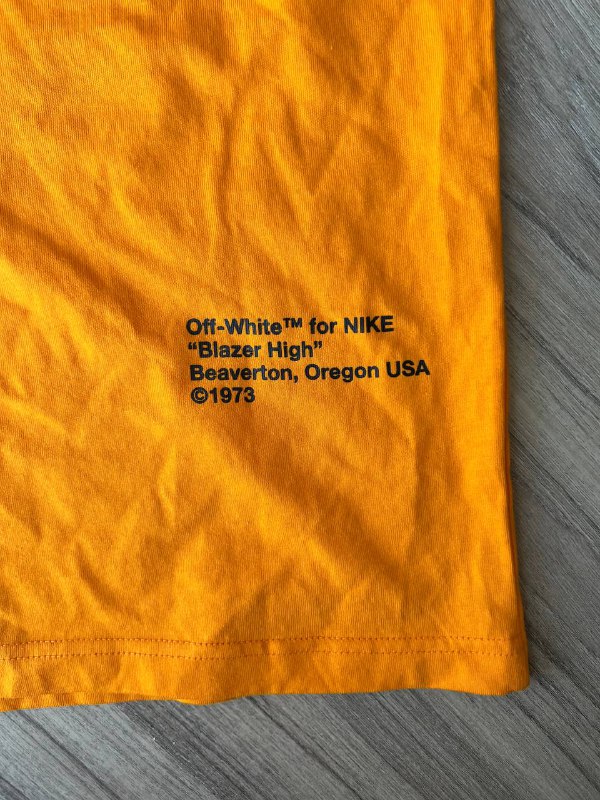 Off-White™ for NIKE
“Blazer High”
Beaverton, Oregon USA
©1973